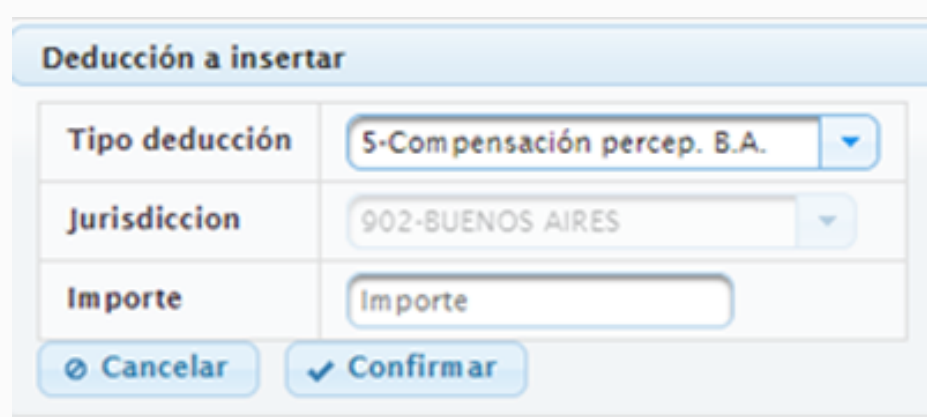 Deducción a insertar
Tipo deducción 5-Compensación percep. B.A.
Jurisdiccion 902-BUENOS AIRES
Importe Importe
Cancelar Confirmar